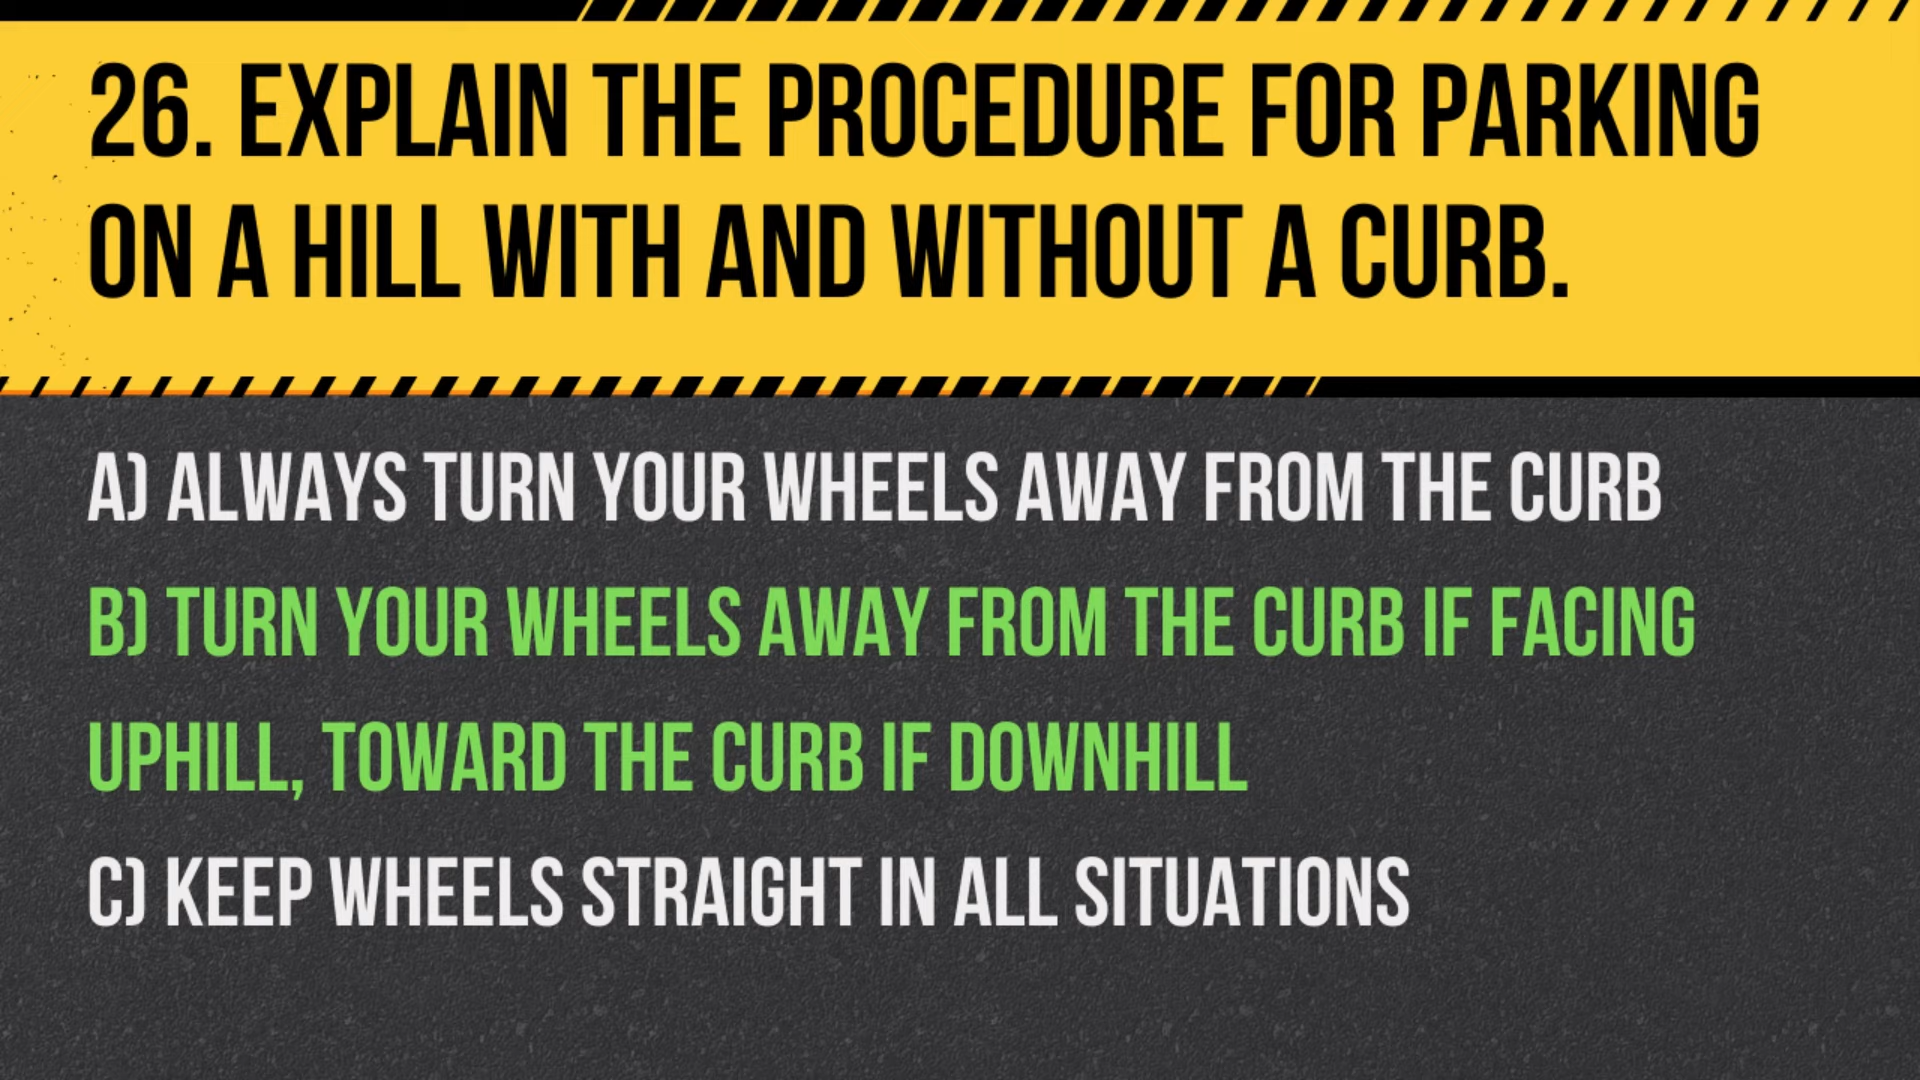 26. EXPLAIN THE PROCEDURE FOR PARKING
ON A HILL WITH AND WITHOUT A CURB.
A) ALWAYS TURN YOUR WHEELS AWAY FROM THE CURB
B) TURN YOUR WHEELS AWAY FROM THE CURB IF FACING
UPHILL, TOWARD THE CURB IF DOWNHILL
C) KEEP WHEELS STRAIGHT IN ALL SITUATIONS